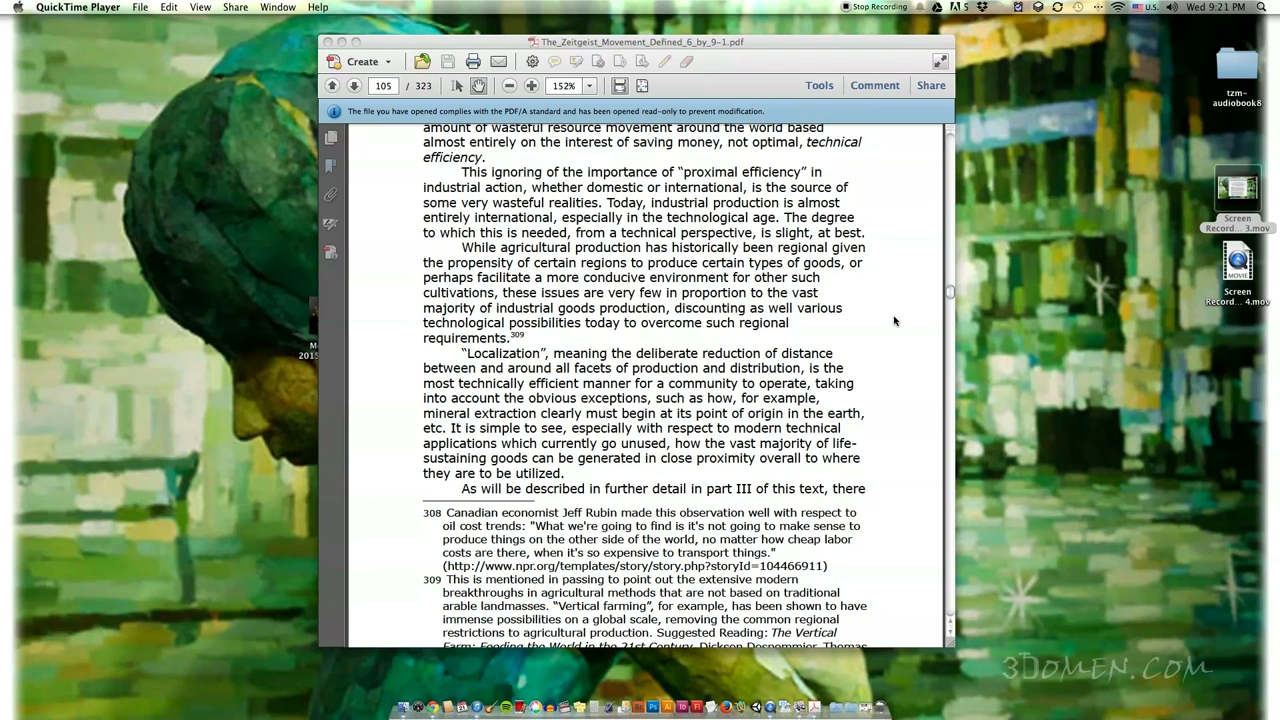 QuickTime Player File Edit View Share Window Help
Stop Recording
5
U.S.
Wed 9:21 PM
The_Zeitgeist_Movement_Defined_6_by_9-1.pdf
Create
105 / 323
152%
Tools Comment Share
The file you have opened complies with the PDF/A standard and has been opened read-only to prevent modification.
amount of wasteful resource movement around the world based
almost entirely on the interest of saving money, not optimal, technical
efficiency.
This ignoring of the importance of “proximal efficiency” in
industrial action, whether domestic or international, is the source of
some very wasteful realities. Today, industrial production is almost
entirely international, especially in the technological age. The degree
to which this is needed, from a technical perspective, is slight, at best.
While agricultural production has historically been regional given
the propensity of certain regions to produce certain types of goods, or
perhaps facilitate a more conducive environment for other such
cultivations, these issues are very few in proportion to the vast
majority of industrial goods production, discounting as well various
technological possibilities today to overcome such regional
requirements.309
“Localization”, meaning the deliberate reduction of distance
between and around all facets of production and distribution, is the
most technically efficient manner for a community to operate, taking
into account the obvious exceptions, such as how, for example,
mineral extraction clearly must begin at its point of origin in the earth,
etc. It is simple to see, especially with respect to modern technical
applications which currently go unused, how the vast majority of life-
sustaining goods can be generated in close proximity overall to where
they are to be utilized.
As will be described in further detail in part III of this text, there
308 Canadian economist Jeff Rubin made this observation well with respect to
oil cost trends: "What we're going to find is it's not going to make sense to
produce things on the other side of the world, no matter how cheap labor
costs are there, when it's so expensive to transport things."
(http://www.npr.org/templates/story/story.php?storyId=104466911)
309 This is mentioned in passing to point out the extensive modern
breakthroughs in agricultural methods that are not based on traditional
arable landmasses. “Vertical farming”, for example, has been shown to have
immense possibilities on a global scale, removing the common regional
restrictions to agricultural production. Suggested Reading: The Vertical
Farm: Feeding the World in the 21st Century, Dickson Despommier, Thomas
tzm-
audiobook8
Screen
Record... 3.mov
MOVIE
Screen
Record... 4.mov
3DOMEN.COM